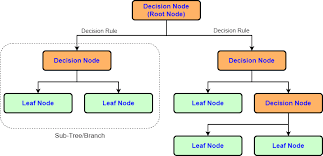 Decision Node
(Root Node)
Decision Rule
Decision Rule
Decision Node
Decision Node
Leaf Node
Leaf Node
Leaf Node
Decision Node
Sub-Tree/Branch
Leaf Node
Leaf Node